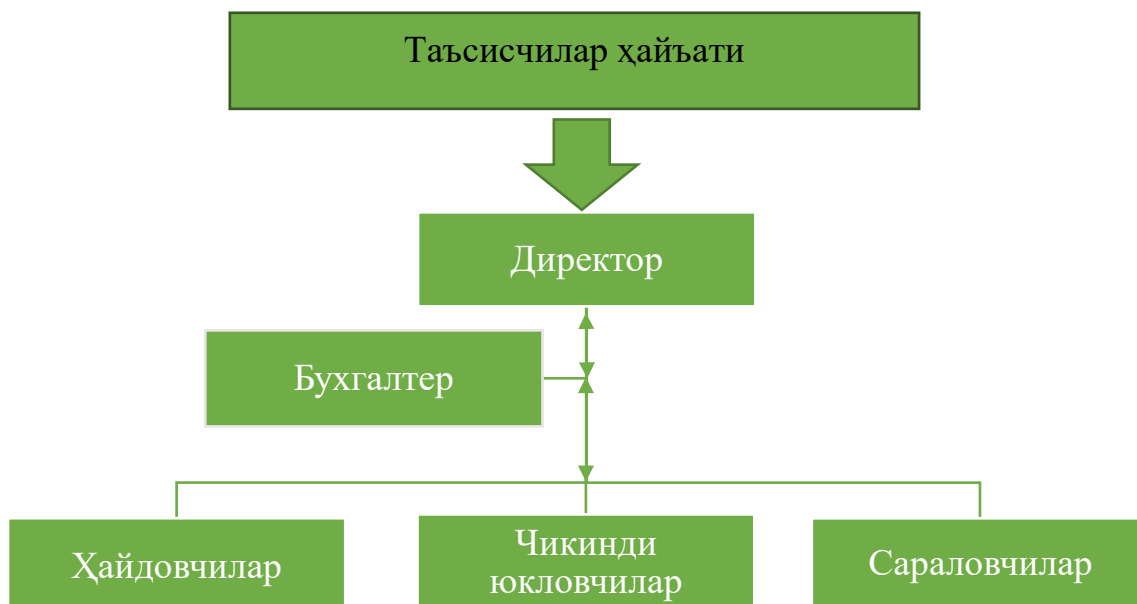 Таъсисчилар ҳайъати
Директор
Бухгалтер
Ҳайдовчилар
Чикинди
юкловчилар
Сараловчилар